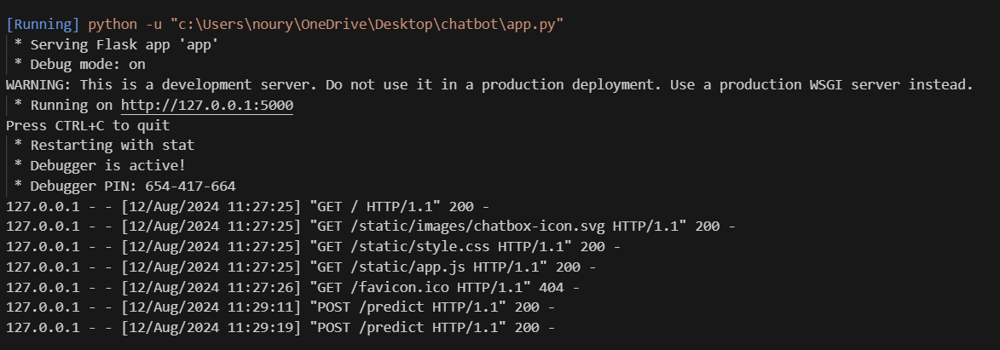 [Running] python -u "c:\Users\noury\OneDrive\Desktop\chatbot\app.py"
* Serving Flask app 'app'
* Debug mode: on
WARNING: This is a development server. Do not use it in a production deployment. Use a production WSGI server instead.
* Running on http://127.0.0.1:5000
Press CTRL+C to quit
* Restarting with stat
* Debugger is active!
* Debugger PIN: 654-417-664
127.0.0.1 - - [12/Aug/2024 11:27:25] "GET / HTTP/1.1" 200 -
127.0.0.1 - - [12/Aug/2024 11:27:25] "GET /static/images/chatbox-icon.svg HTTP/1.1" 200 -
127.0.0.1 - - [12/Aug/2024 11:27:25] "GET /static/style.css HTTP/1.1" 200 -
127.0.0.1 - - [12/Aug/2024 11:27:25] "GET /static/app.js HTTP/1.1" 200 -
127.0.0.1 - - [12/Aug/2024 11:27:26] "GET /favicon.ico HTTP/1.1" 404 -
127.0.0.1 - - [12/Aug/2024 11:29:11] "POST /predict HTTP/1.1" 200 -
127.0.0.1 - - [12/Aug/2024 11:29:19] "POST /predict HTTP/1.1" 200 -